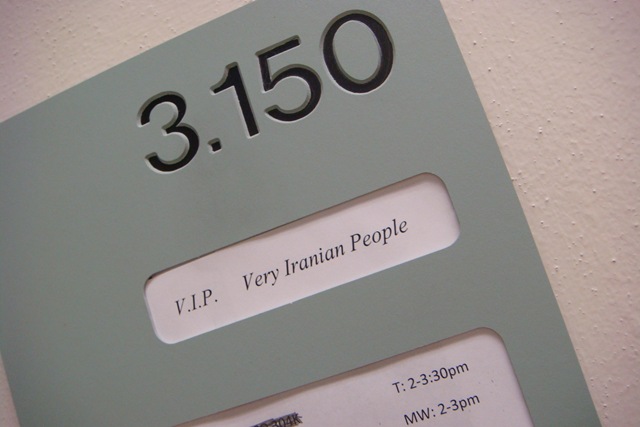 3.150
V.I.P. Very Iranian People
T: 2-3:30pm
MW: 2-3pm